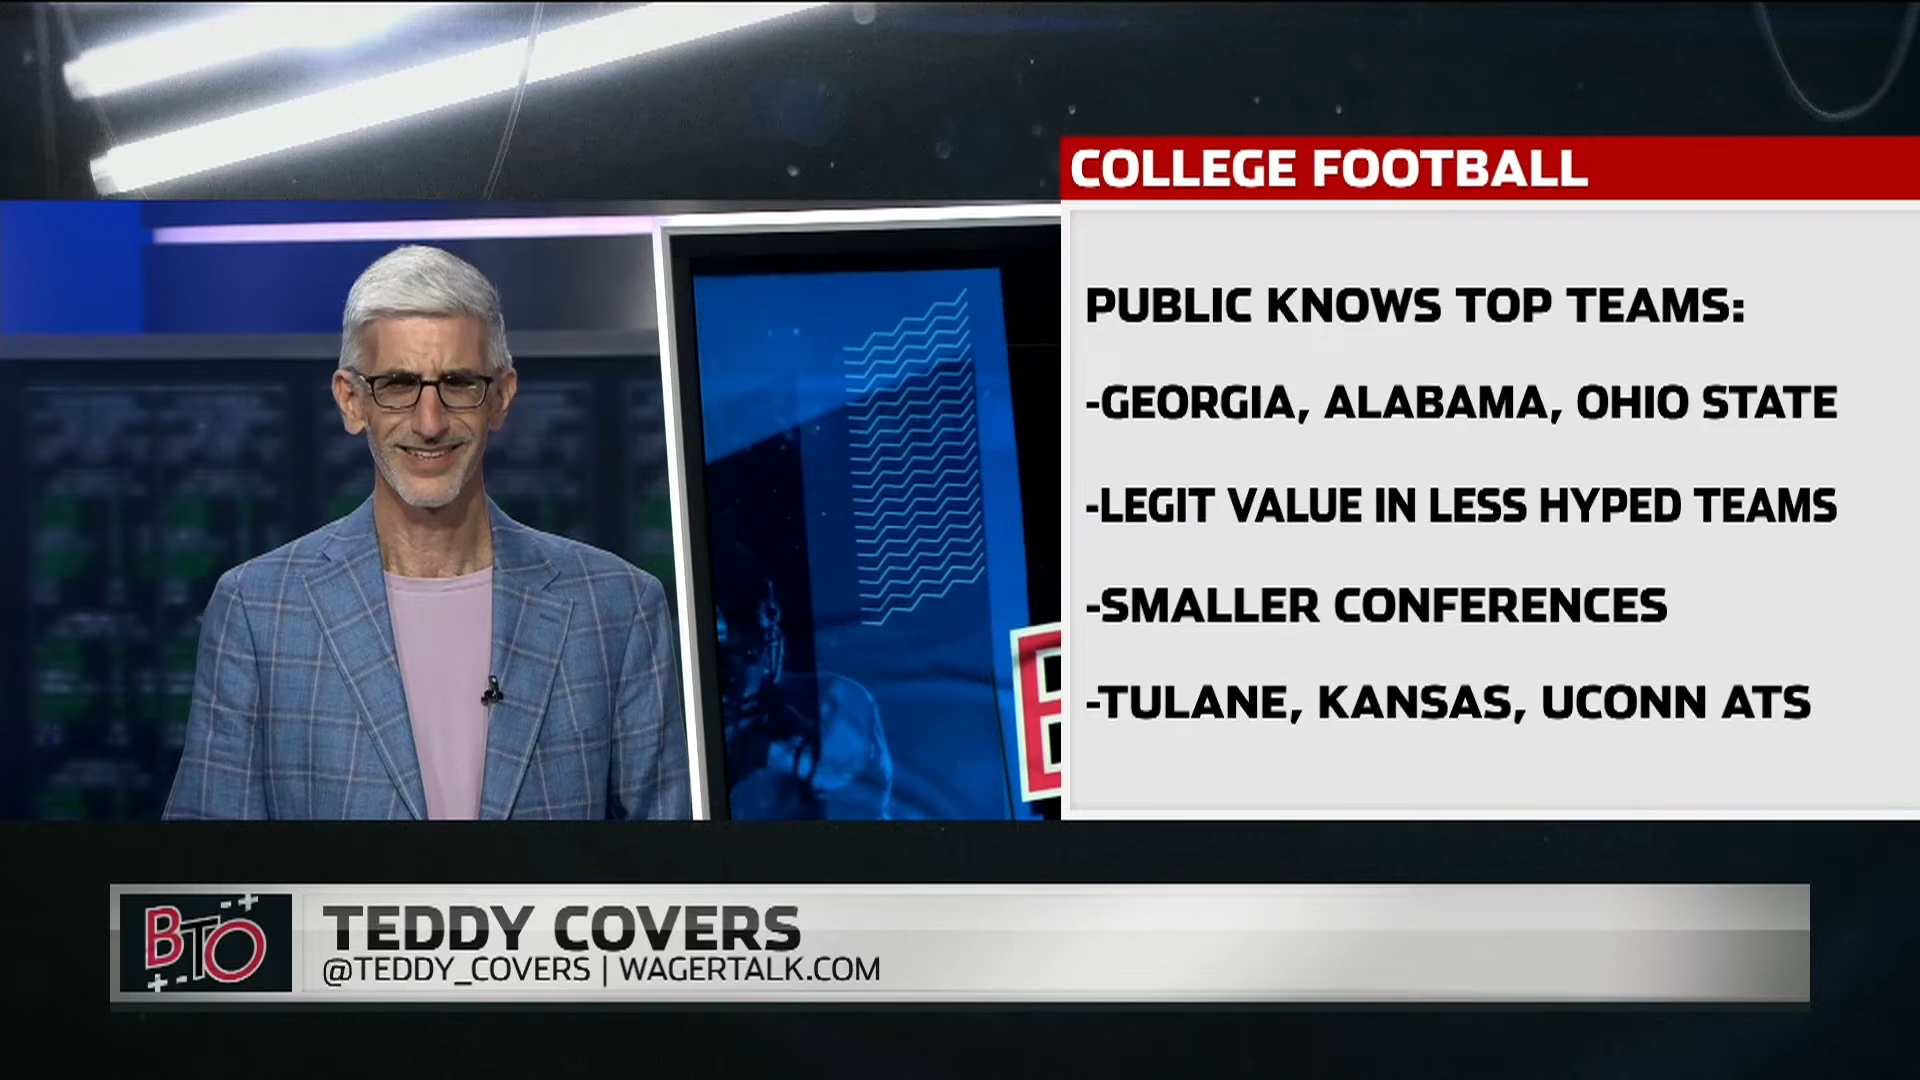 COLLEGE FOOTBALL
PUBLIC KNOWS TOP TEAMS:
-GEORGIA, ALABAMA, OHIO STATE
-LEGIT VALUE IN LESS HYPED TEAMS
-SMALLER CONFERENCES
-TULANE, KANSAS, UCONN ATS
BTO
TEDDY COVERS
@TEDDY_COVERS | WAGERTALK.COM